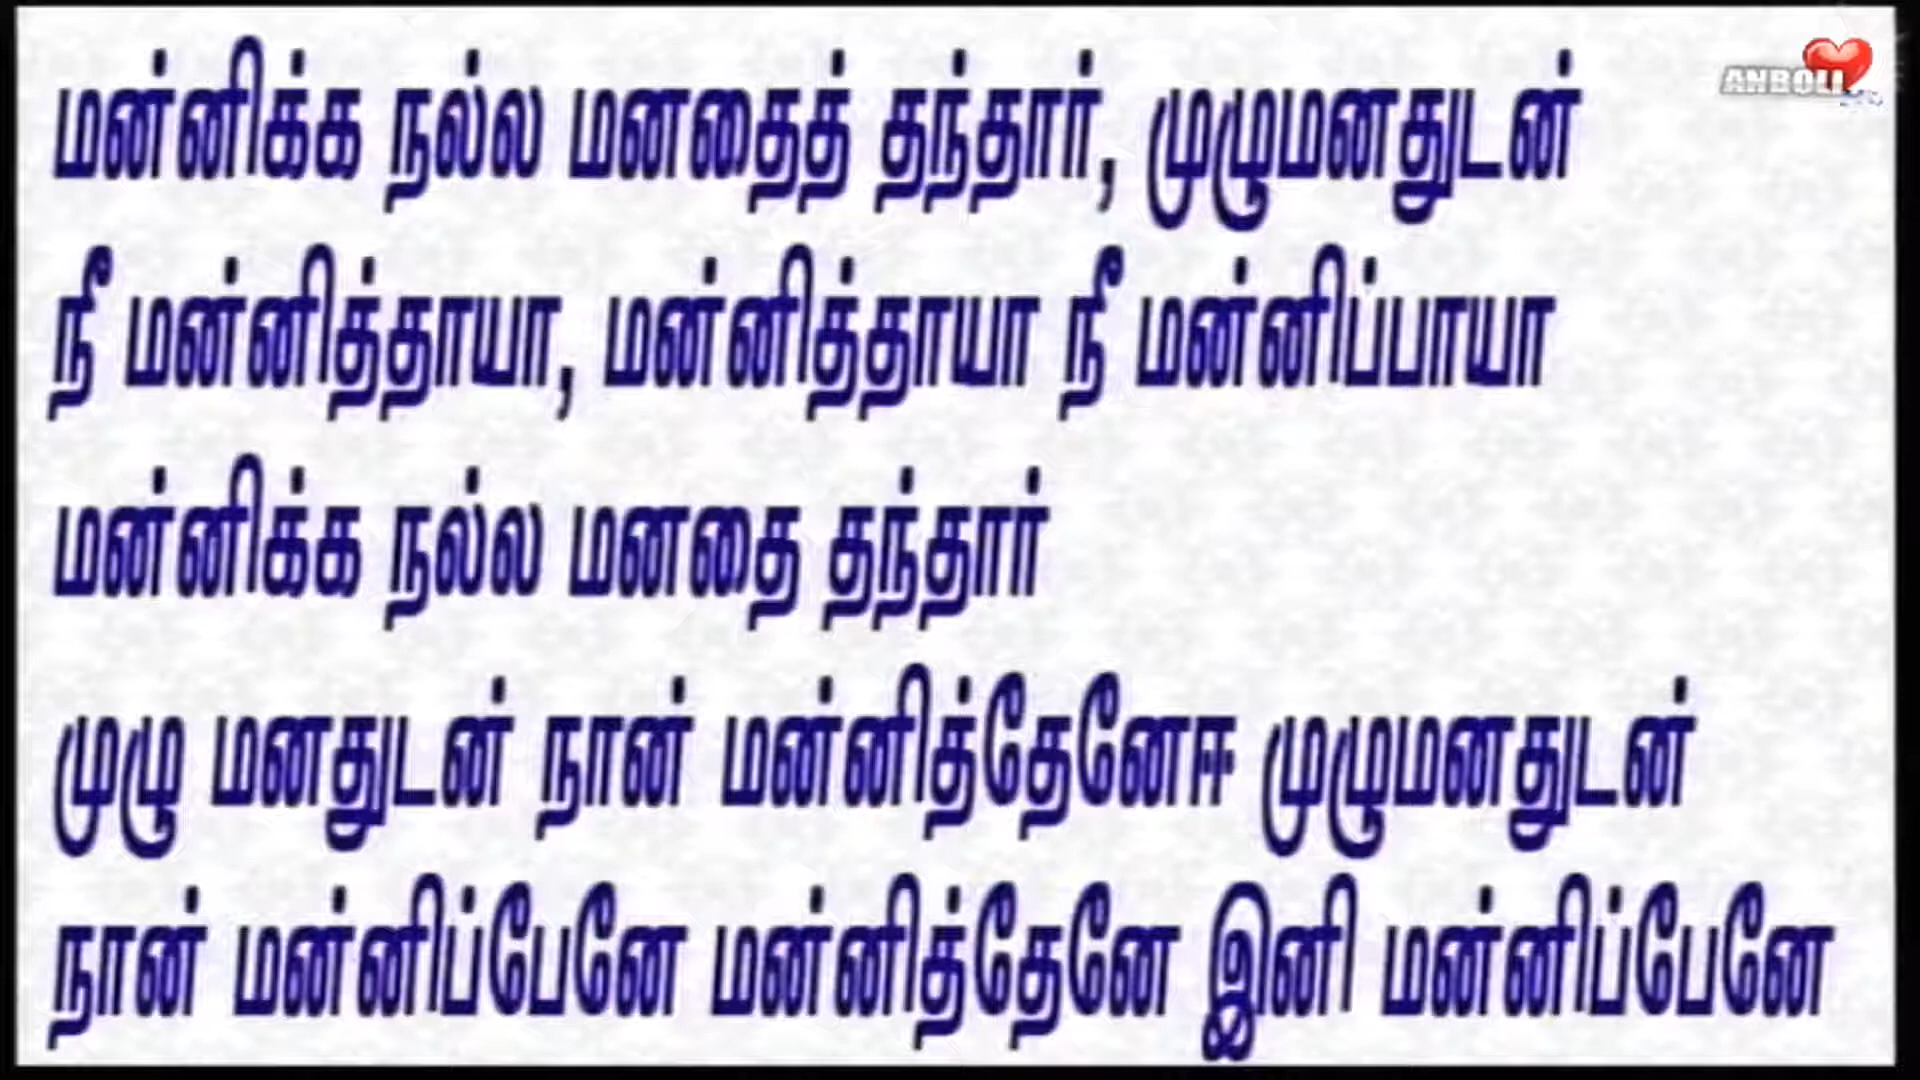 ANBOLI
மன்னிக்க நல்ல மனதைத் தந்தார், முழுமனதுடன்
நீ மன்னித்தாயா, மன்னித்தாயா நீ மன்னிப்பாயா
மன்னிக்க நல்ல மனதை தந்தார்
முழு மனதுடன் நான் மன்னித்தேனேஈ முழுமனதுடன்
நான் மன்னிப்பேனே மன்னித்தேனே இனி மன்னிப்பேனே